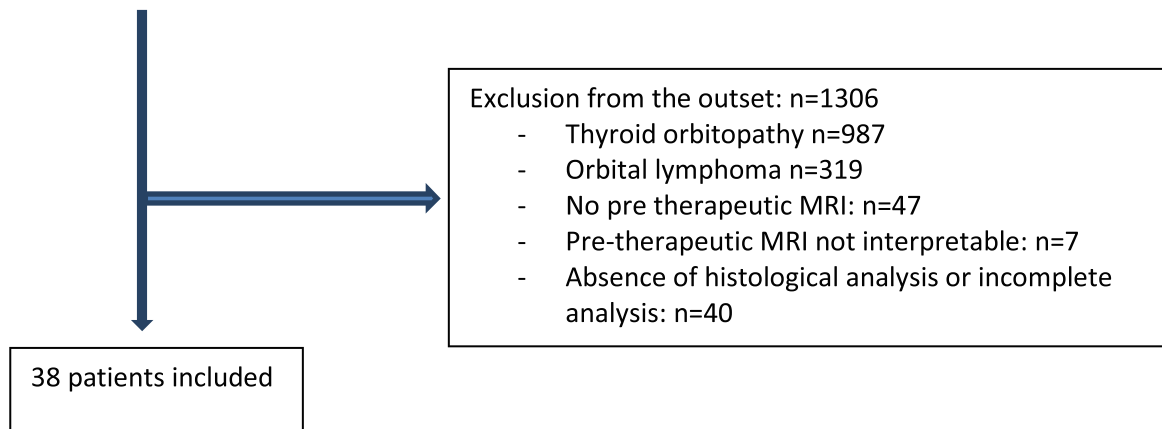 Exclusion from the outset: n=1306
- Thyroid orbitopathy n=987
- Orbital lymphoma n=319
- No pre therapeutic MRI: n=47
- Pre-therapeutic MRI not interpretable: n=7
- Absence of histological analysis or incomplete
analysis: n=40
38 patients included